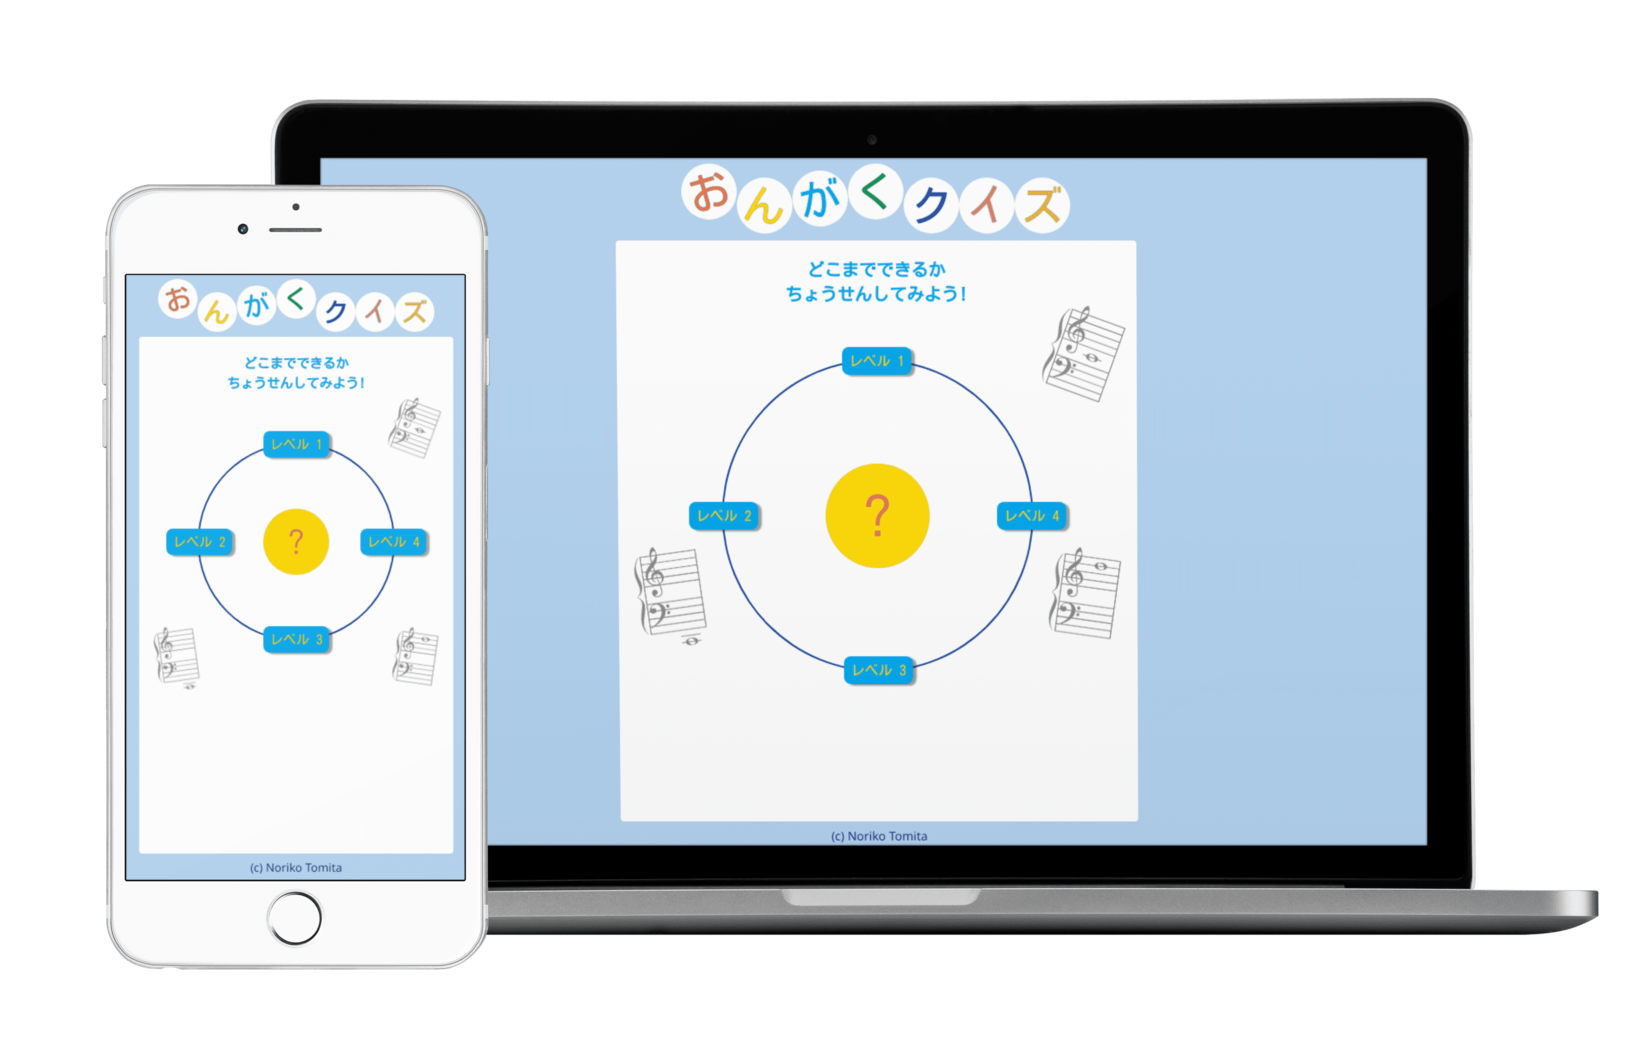 おんがくクイズ
どこまでできるか
ちょうせんしてみよう!
レベル 1
レベル 2
?
レベル 4
レベル 3
(c) Noriko Tomita
おんがくクイズ
どこまでできるか
ちょうせんしてみよう!
レベル 1
レベル 2
?
レベル 4
レベル 3
(c) Noriko Tomita